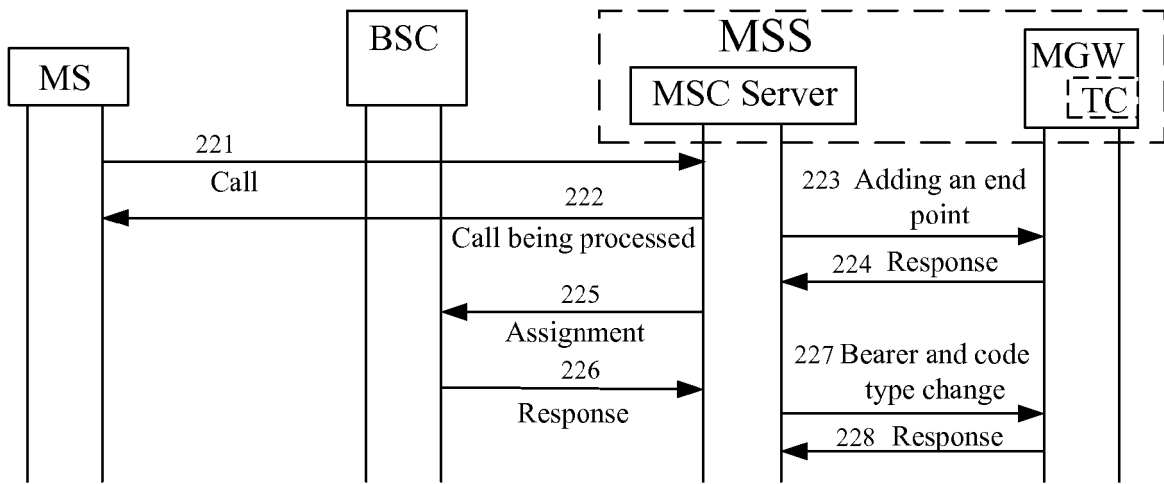 MS
BSC
MSS
MSC Server
MGW
TC
221
Call
222
Call being processed
223 Adding an end
point
224 Response
225
Assignment
226
Response
227 Bearer and code
type change
228 Response